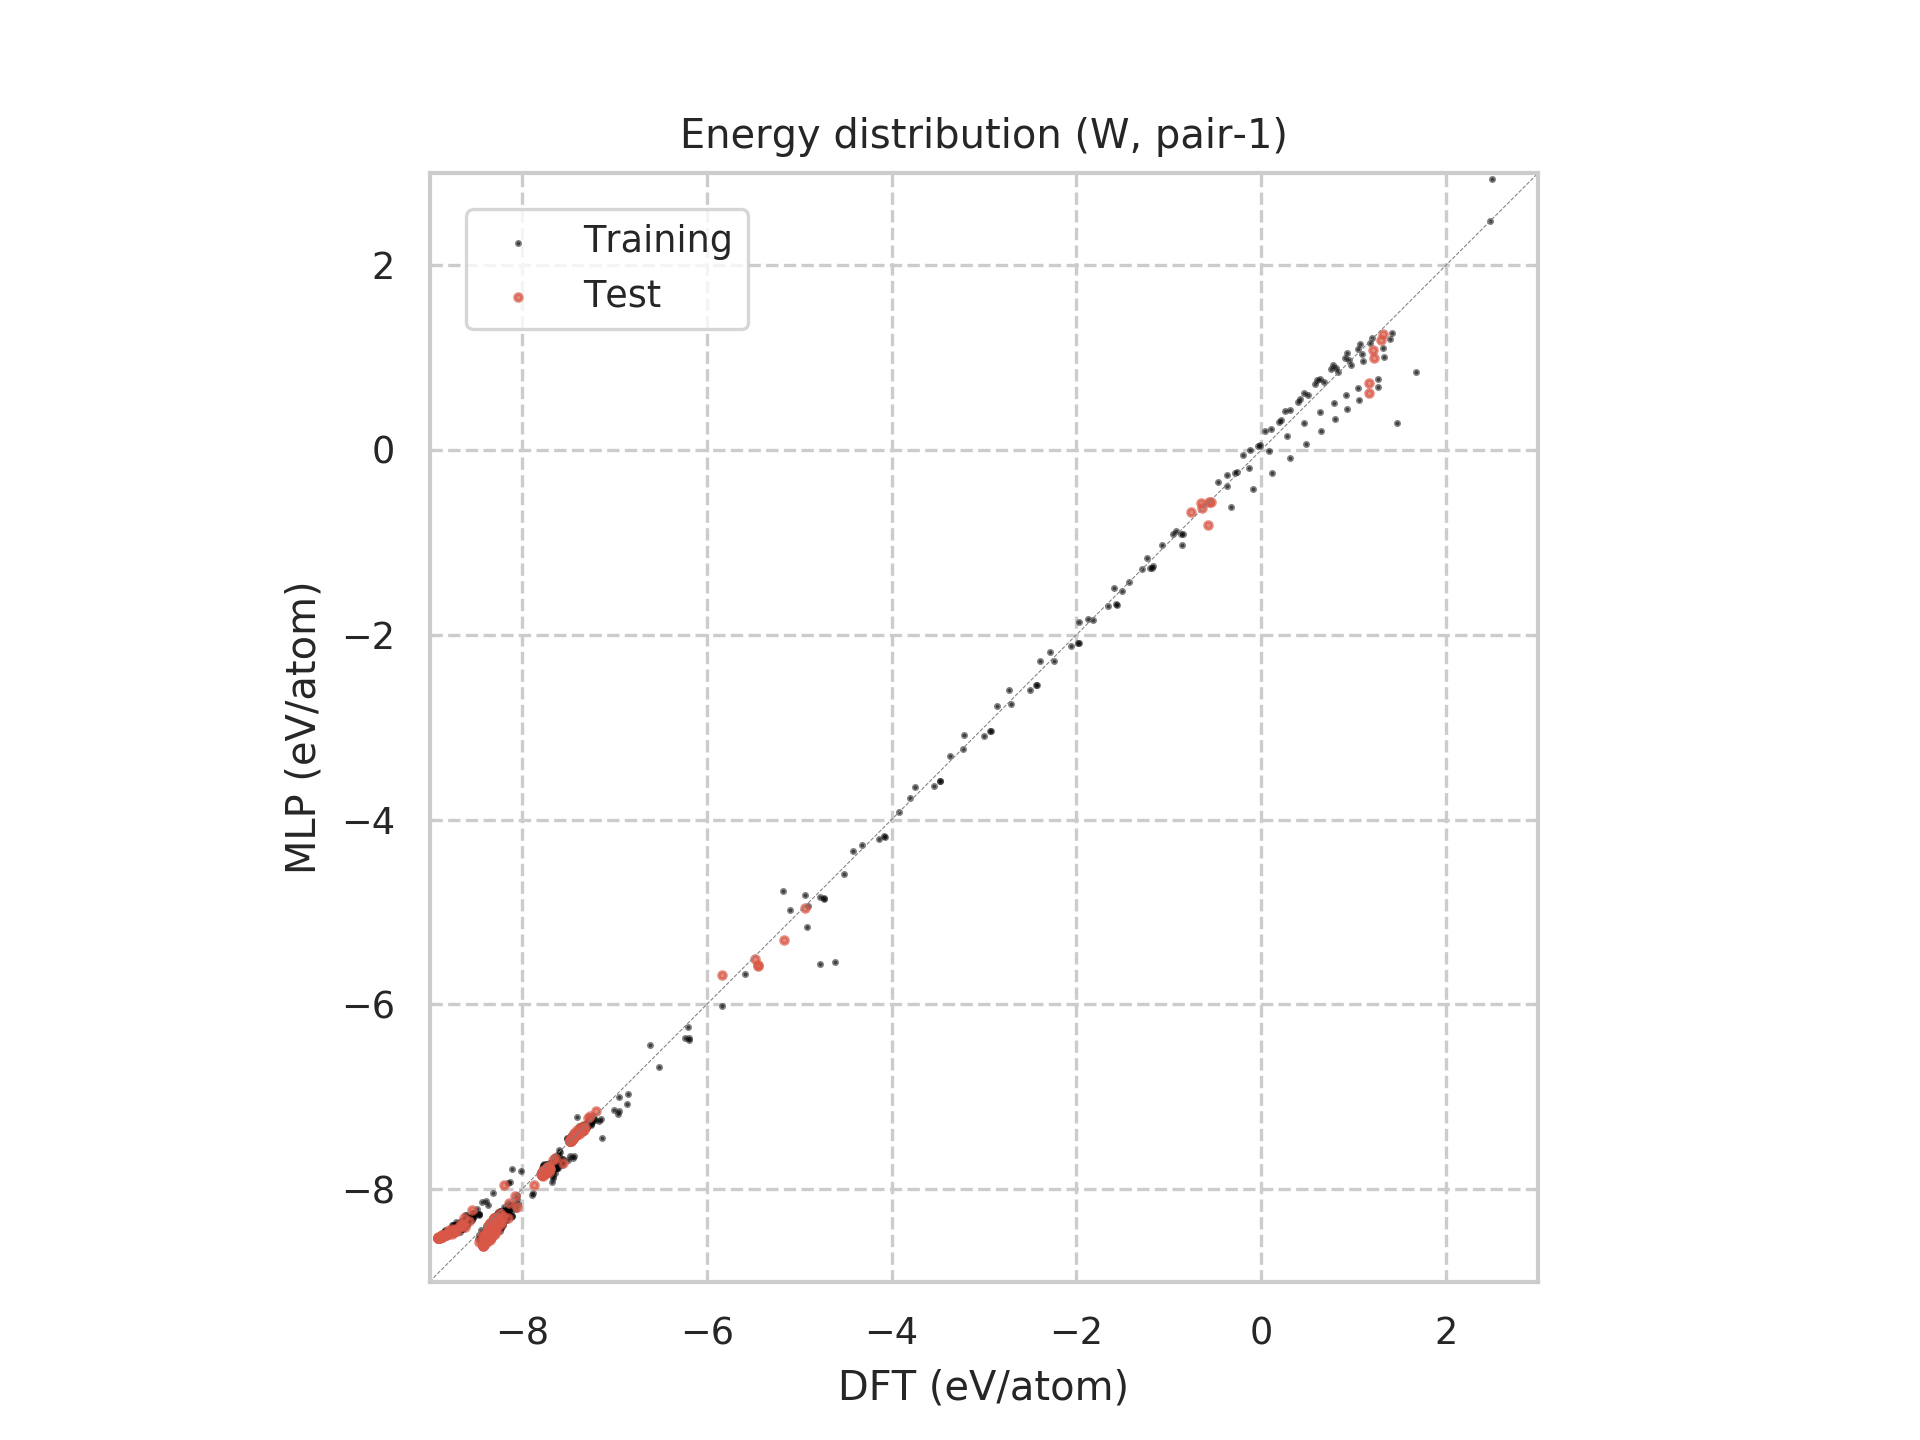 Energy distribution (W, pair-1)
Training
Test
2
0
−2
−4
−6
−8
MLP (eV/atom)
−8
−6
−4
−2
0
2
DFT (eV/atom)